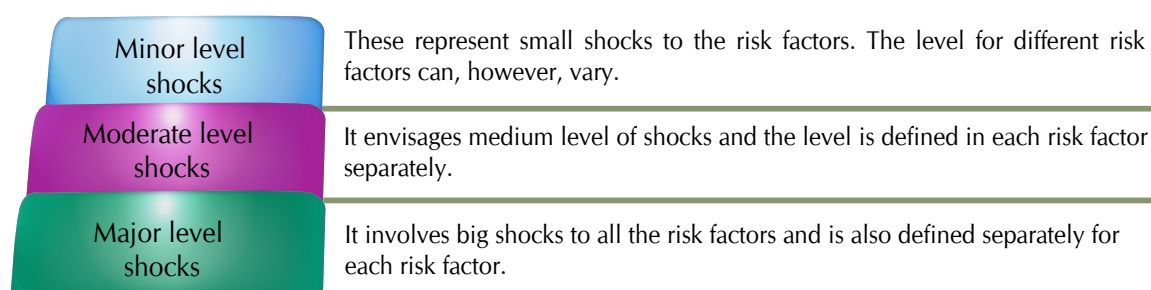 Minor level
shocks
These represent small shocks to the risk factors. The level for different risk
factors can, however, vary.
Moderate level
shocks
It envisages medium level of shocks and the level is defined in each risk factor
separately.
Major level
shocks
It involves big shocks to all the risk factors and is also defined separately for
each risk factor.